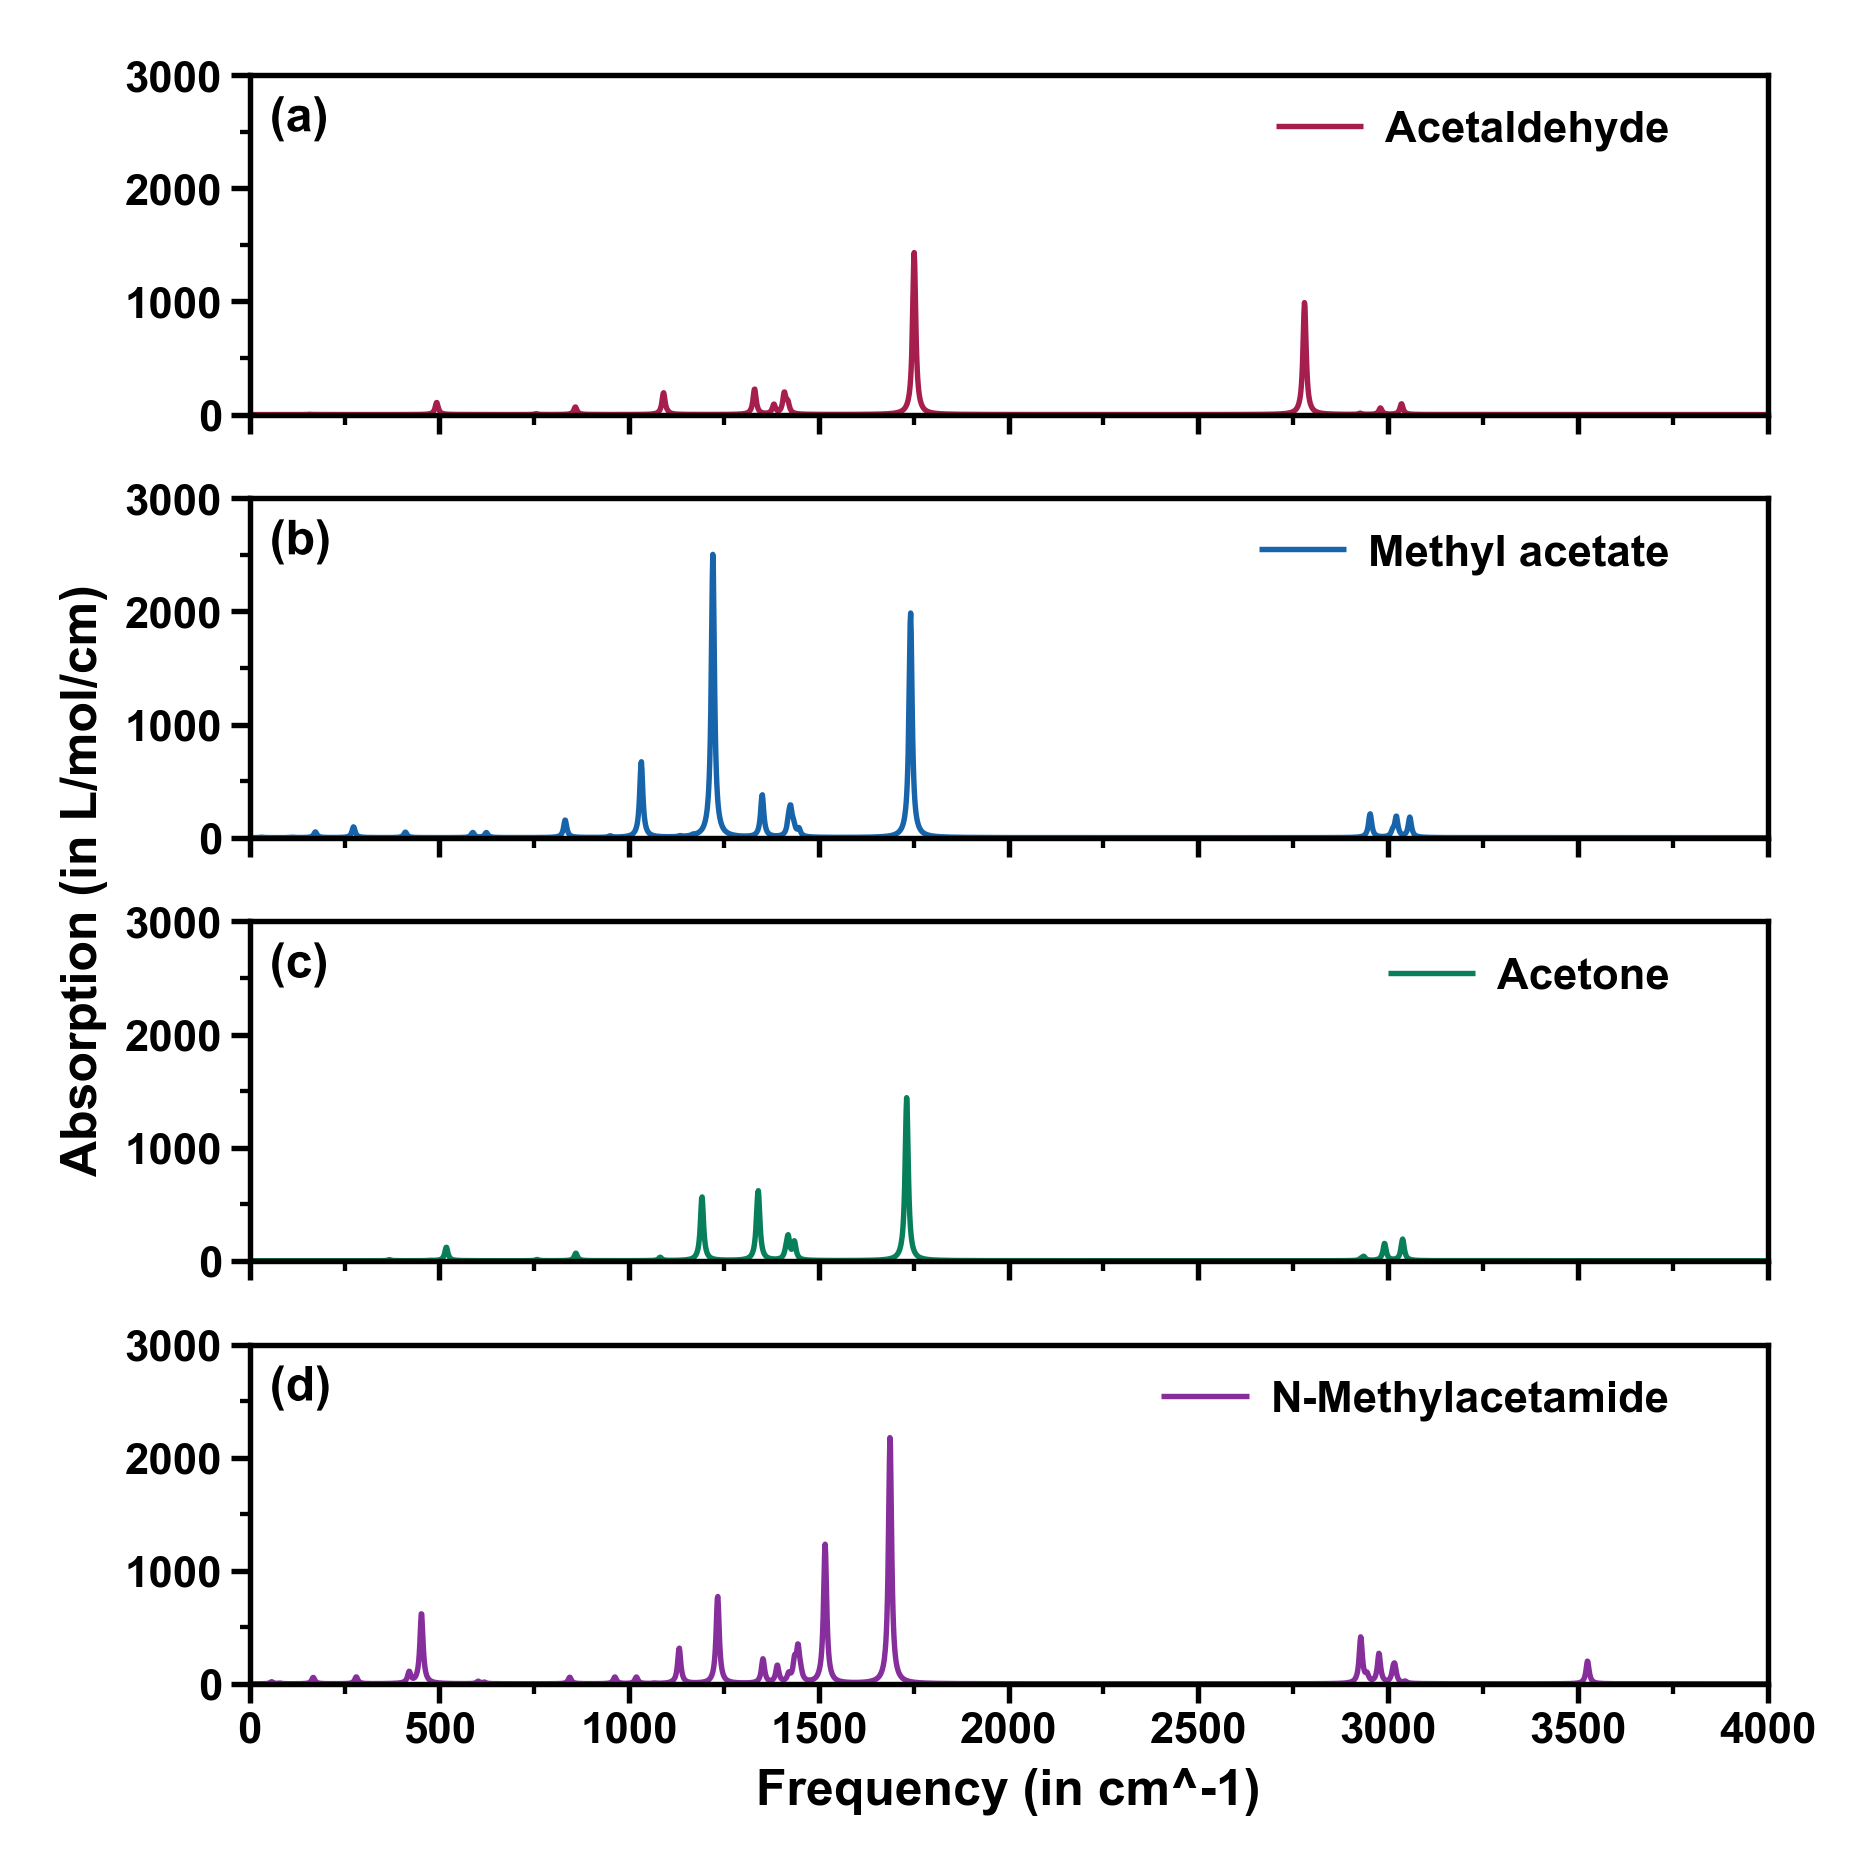 3000
(a)
Acetaldehyde
2000
1000
0
3000
(b)
Methyl acetate
2000
1000
0
Absorption (in L/mol/cm)
3000
(c)
Acetone
2000
1000
0
3000
(d)
N-Methylacetamide
2000
1000
0
0 500 1000 1500 2000 2500 3000 3500 4000
Frequency (in cm^-1)